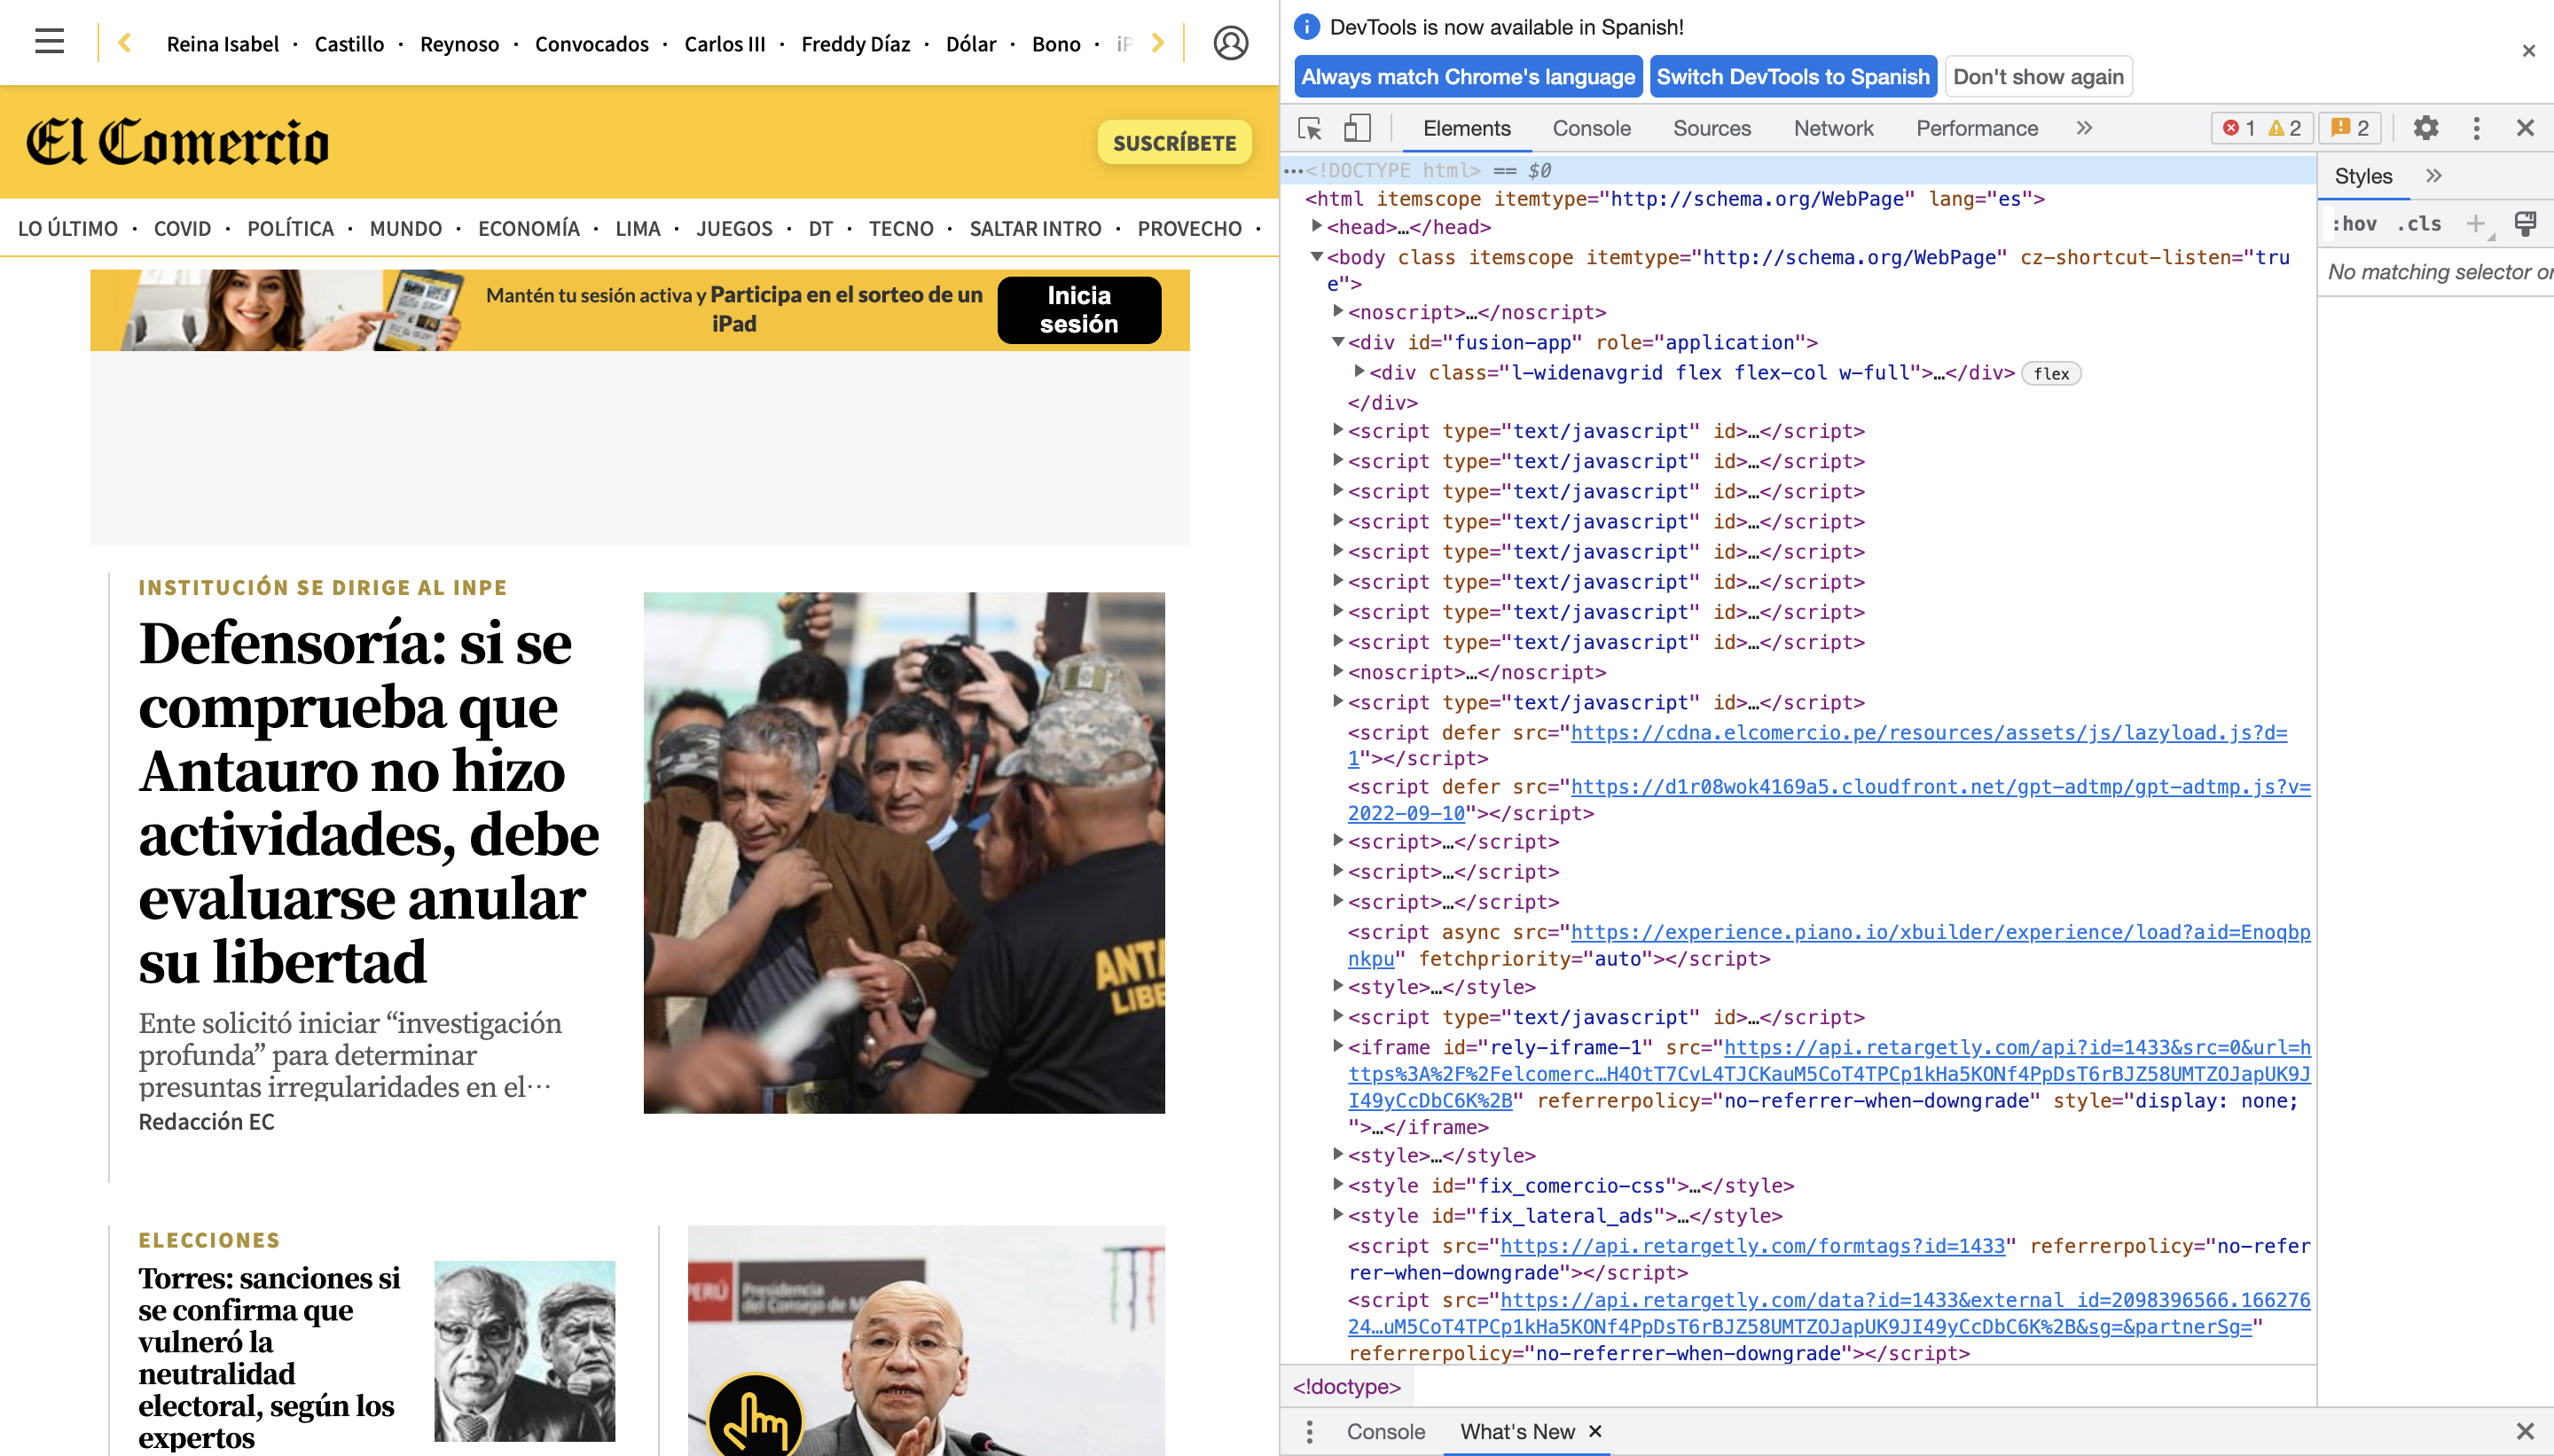 Reina Isabel · Castillo · Reynoso · Convocados · Carlos III · Freddy Díaz · Dólar · Bono · iP
El Comercio
SUSCRÍBETE
LO ÚLTIMO · COVID · POLÍTICA · MUNDO · ECONOMÍA · LIMA · JUEGOS · DT · TECNO · SALTAR INTRO · PROVECHO ·
Mantén tu sesión activa y Participa en el sorteo de un
iPad
Inicia
sesión
INSTITUCIÓN SE DIRIGE AL INPE
Defensoría: si se
comprueba que
Antauro no hizo
actividades, debe
evaluarse anular
su libertad
Ente solicitó iniciar “investigación
profunda” para determinar
presuntas irregularidades en el···
Redacción EC
ANTA
LIBE
ELECCIONES
Torres: sanciones si
se confirma que
vulneró la
neutralidad
electoral, según los
expertos
PERÚ
Presidencia
del Consejo de M
DevTools is now available in Spanish!
Always match Chrome's language Switch DevTools to Spanish Don't show again
Elements Console Sources Network Performance 1 2 2
<!DOCTYPE html> == $0
<html itemscope itemtype="http://schema.org/WebPage" lang="es">
<head>…</head>
<body class itemscope itemtype="http://schema.org/WebPage" cz-shortcut-listen="tru
e">
<noscript>…</noscript>
<div id="fusion-app" role="application">
<div class="l-widenavgrid flex flex-col w-full">…</div> flex
</div>
<script type="text/javascript" id>…</script>
<script type="text/javascript" id>…</script>
<script type="text/javascript" id>…</script>
<script type="text/javascript" id>…</script>
<script type="text/javascript" id>…</script>
<script type="text/javascript" id>…</script>
<script type="text/javascript" id>…</script>
<script type="text/javascript" id>…</script>
<noscript>…</noscript>
<script type="text/javascript" id>…</script>
<script defer src="https://cdna.elcomercio.pe/resources/assets/js/lazyload.js?d=
1"></script>
<script defer src="https://d1r08wok4169a5.cloudfront.net/gpt-adtmp/gpt-adtmp.js?v=
2022-09-10"></script>
<script>…</script>
<script>…</script>
<script>…</script>
<script async src="https://experience.piano.io/xbuilder/experience/load?aid=Enoqbp
nkpu" fetchpriority="auto"></script>
<style>…</style>
<script type="text/javascript" id>…</script>
<iframe id="rely-iframe-1" src="https://api.retargetly.com/api?id=1433&src=0&url=h
ttps%3A%2F%2Felcomerc…H4OtT7CvL4TJCKauM5CoT4TPCp1kHa5KONf4PpDsT6rBJZ58UMTZOJapUK9J
I49yCcDbC6K%2B" referrerpolicy="no-referrer-when-downgrade" style="display: none;
">…</iframe>
<style>…</style>
<style id="fix_comercio-css">…</style>
<style id="fix_lateral_ads">…</style>
<script src="https://api.retargetly.com/formtags?id=1433" referrerpolicy="no-refer
rer-when-downgrade"></script>
<script src="https://api.retargetly.com/data?id=1433&external_id=2098396566.166276
24…uM5CoT4TPCp1kHa5KONf4PpDsT6rBJZ58UMTZOJapUK9JI49yCcDbC6K%2B&sg=&partnerSg="
referrerpolicy="no-referrer-when-downgrade"></script>
<!doctype>
Console What's New
Styles
:hov .cls
No matching selector or